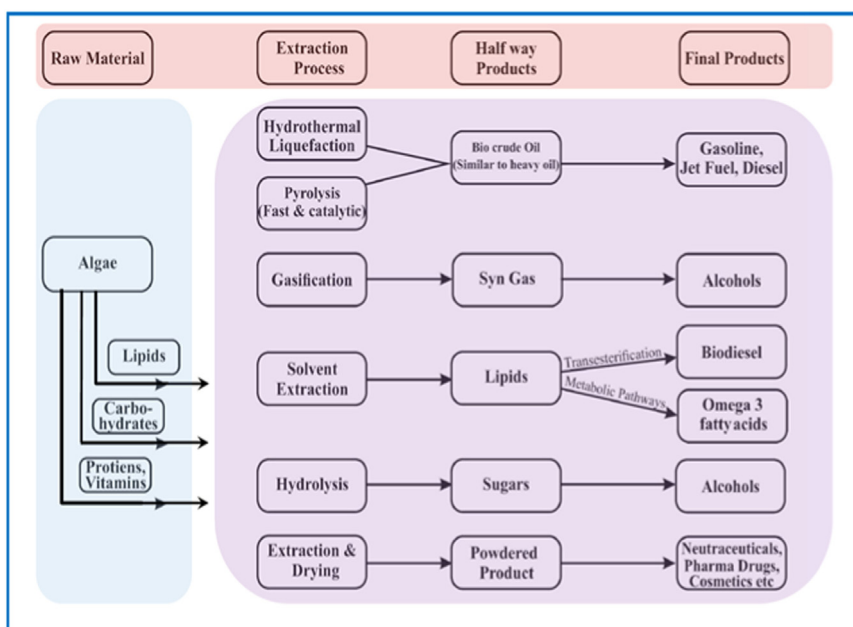 Raw Material
Extraction
Process
Half way
Products
Final Products
Hydrothermal
Liquefaction
Bio crude Oil
(Similar to heavy oil)
Gasoline,
Jet Fuel, Diesel
Pyrolysis
(Fast & catalytic)
Algae
Gasification
Syn Gas
Alcohols
Lipids
Solvent
Extraction
Lipids
Transesterification
Metabolic Pathways
Biodiesel
Omega 3
fatty acids
Carbo-
hydrates
Protiens,
Vitamins
Hydrolysis
Sugars
Alcohols
Extraction &
Drying
Powdered
Product
Neutraceuticals,
Pharma Drugs,
Cosmetics etc